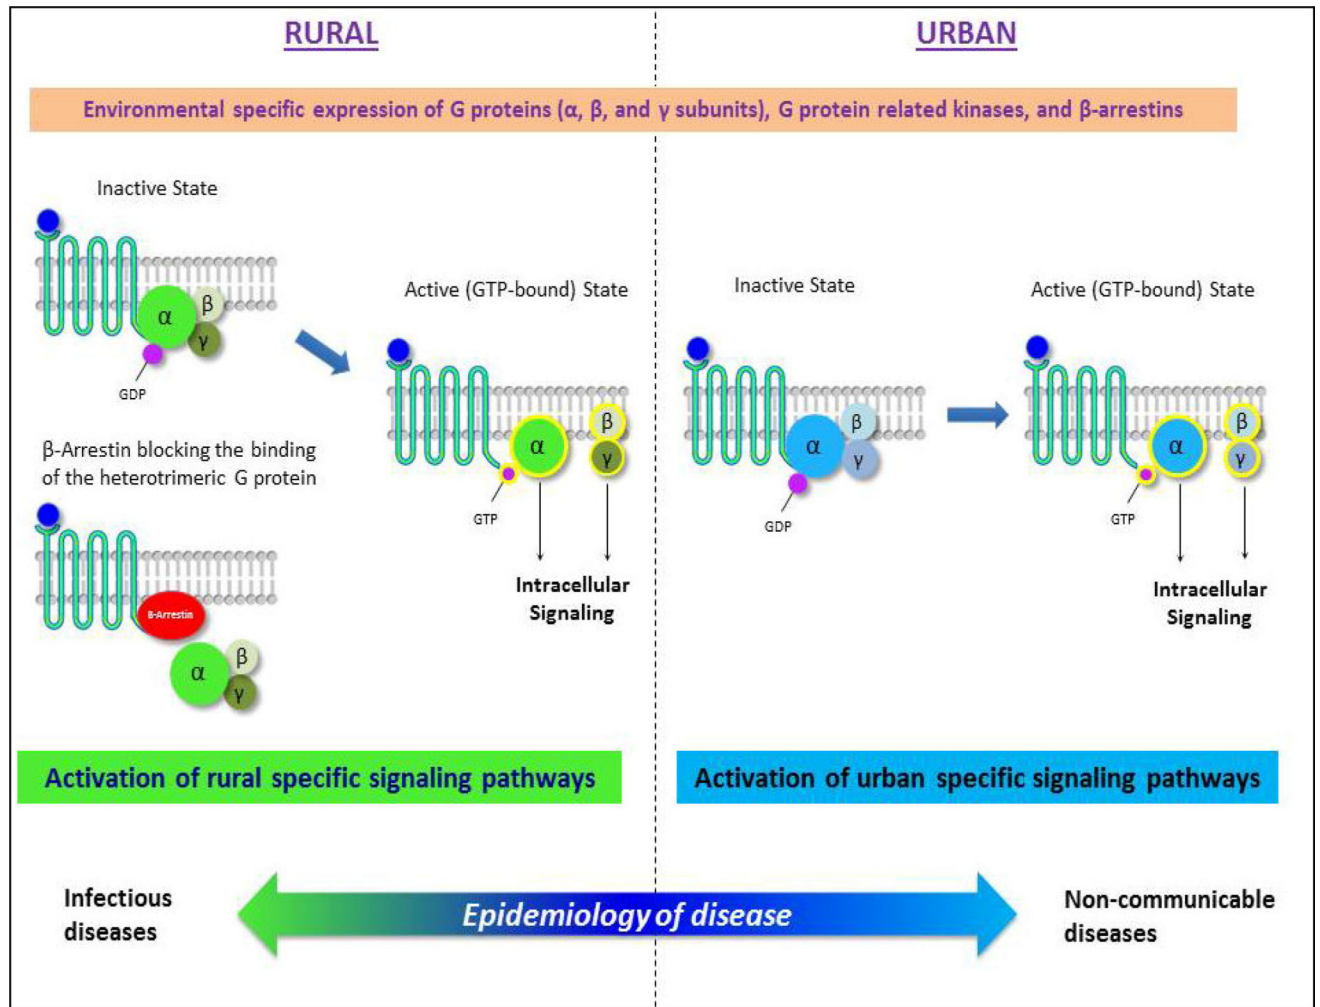 RURAL
URBAN
Environmental specific expression of G proteins (α, β, and γ subunits), G protein related kinases, and β-arrestins
Inactive State
α
β
γ
GDP
Active (GTP-bound) State
α
β
γ
GTP
Intracellular
Signaling
β-Arrestin blocking the binding
of the heterotrimeric G protein
B-Arrestin
α
β
γ
Inactive State
α
β
γ
GDP
Active (GTP-bound) State
α
β
γ
GTP
Intracellular
Signaling
Activation of rural specific signaling pathways
Activation of urban specific signaling pathways
Infectious
diseases
Epidemiology of disease
Non-communicable
diseases